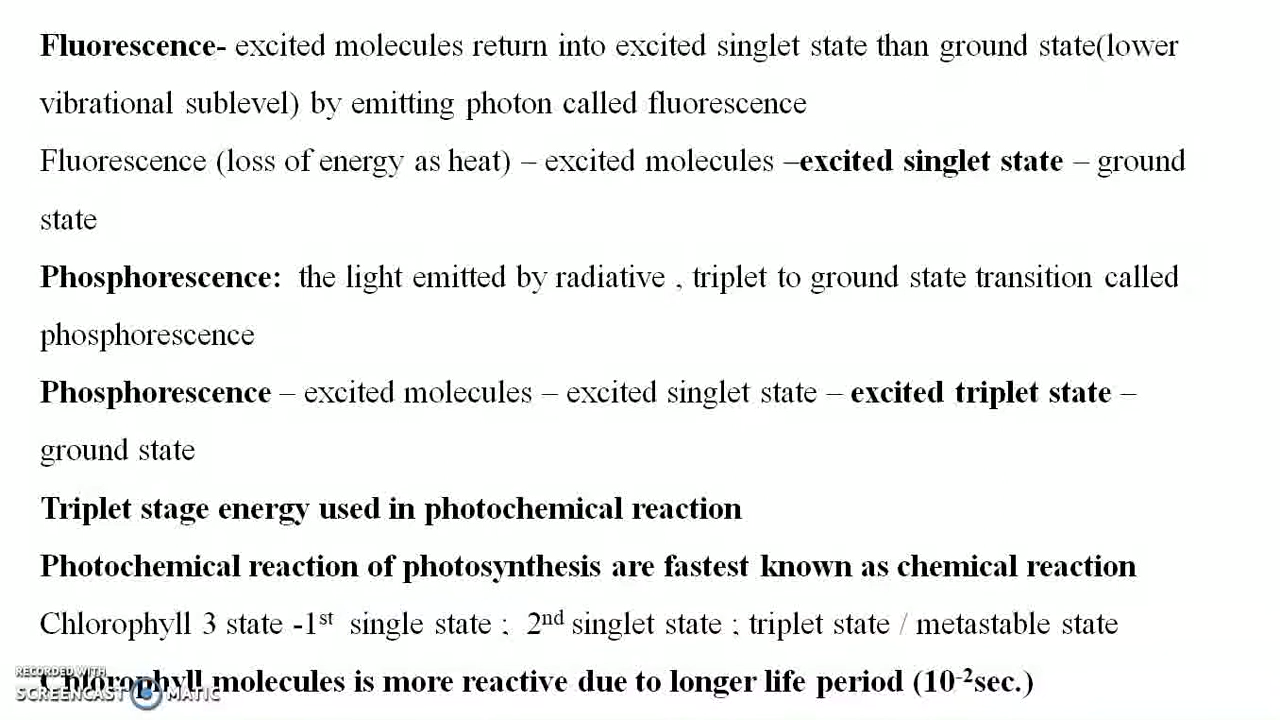 Fluorescence- excited molecules return into excited singlet state than ground state(lower
vibrational sublevel) by emitting photon called fluorescence
Fluorescence (loss of energy as heat) – excited molecules –excited singlet state – ground
state
Phosphorescence: the light emitted by radiative , triplet to ground state transition called
phosphorescence
Phosphorescence – excited molecules – excited singlet state – excited triplet state –
ground state
Triplet stage energy used in photochemical reaction
Photochemical reaction of photosynthesis are fastest known as chemical reaction
Chlorophyll 3 state -1st single state ; 2nd singlet state ; triplet state / metastable state
Chlorophyll molecules is more reactive due to longer life period (10-2sec.)
RECORDED WITH
SCREENCAST MATIC